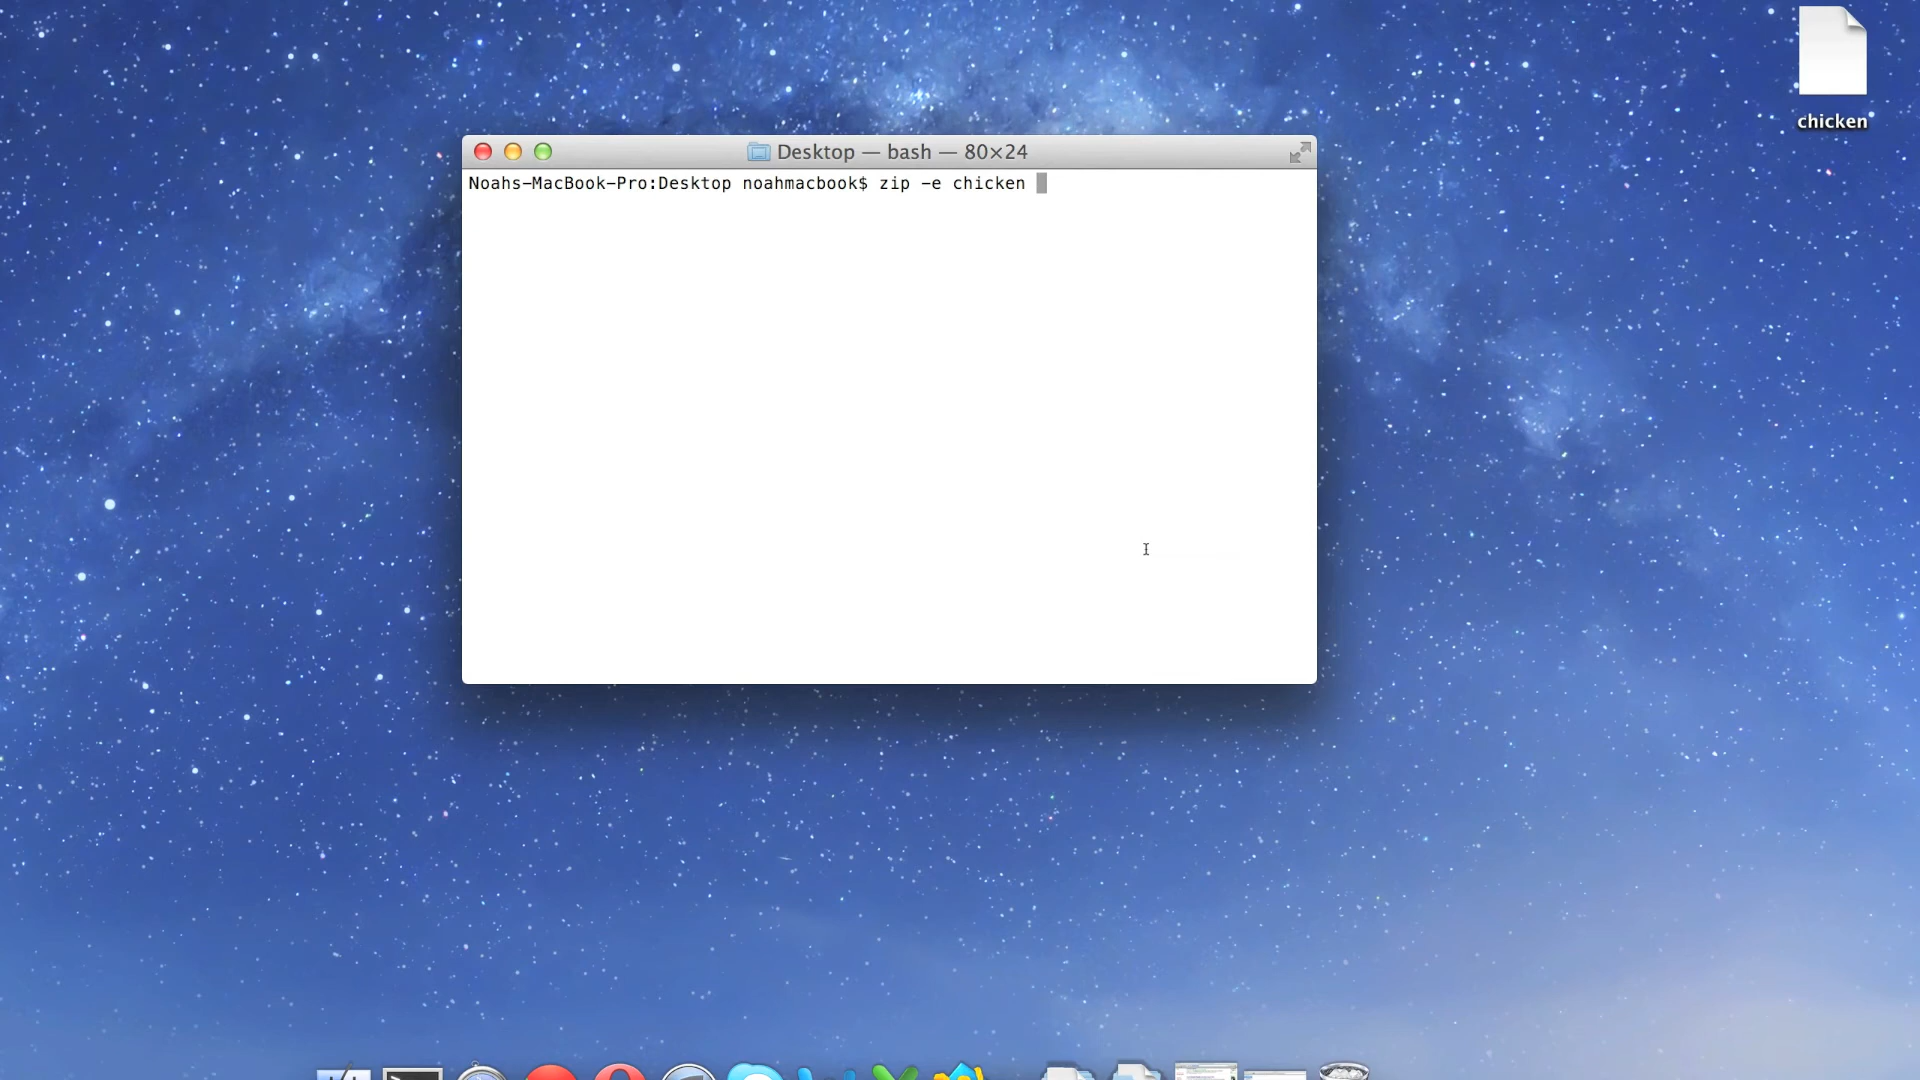 chicken
Desktop — bash — 80×24
Noahs-MacBook-Pro:Desktop noahmacbook$ zip -e chicken